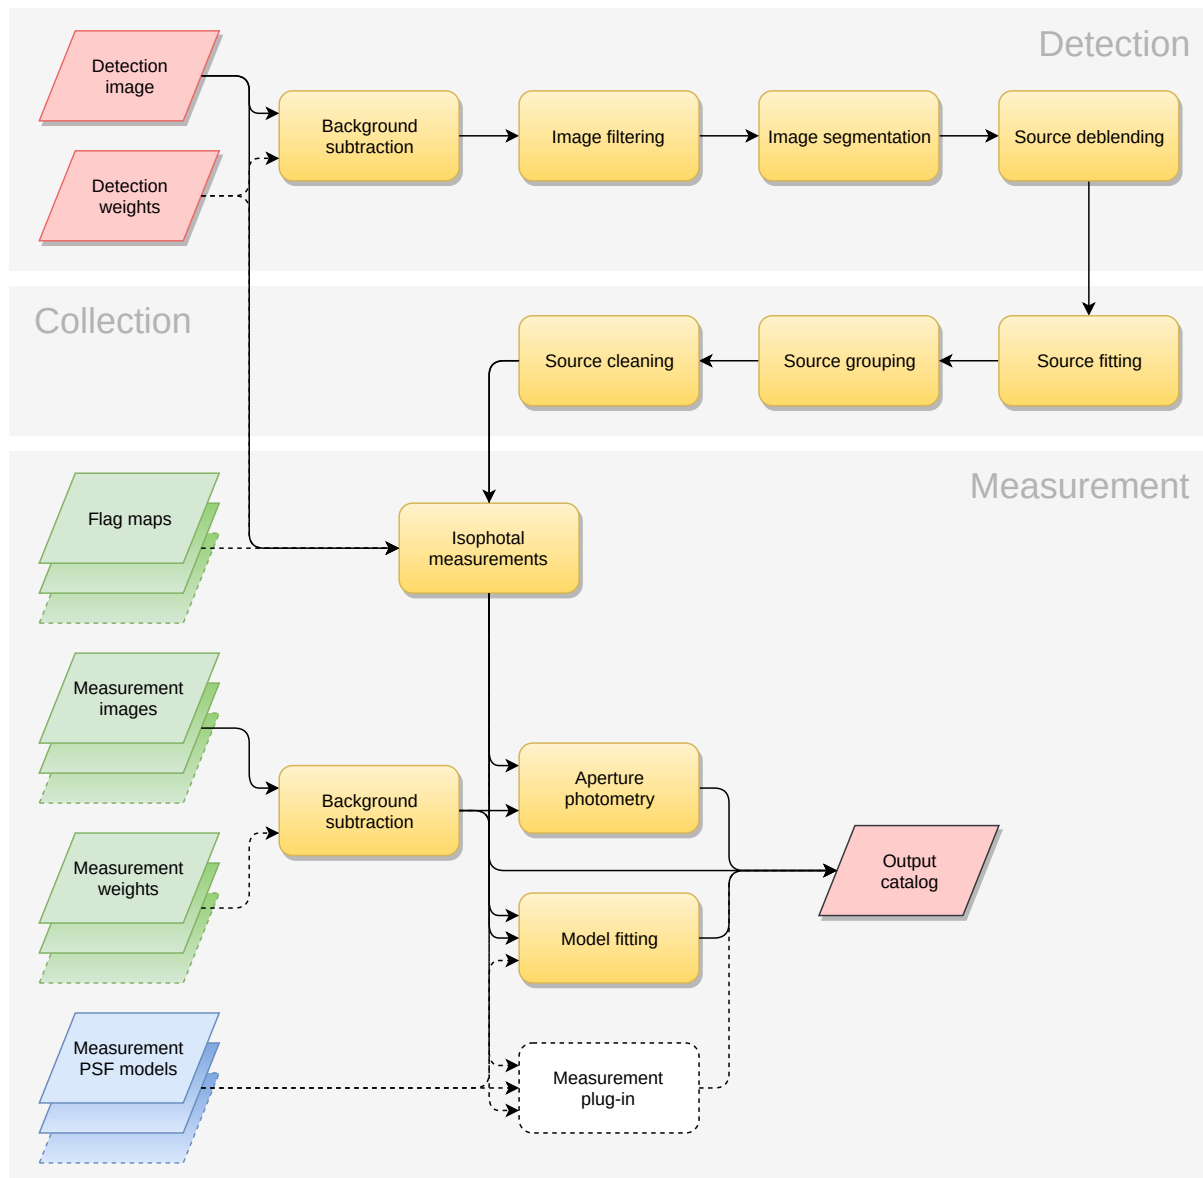 Detection
Detection
image
Background
subtraction
Image filtering
Image segmentation
Source deblending
Detection
weights
Collection
Source cleaning
Source grouping
Source fitting
Measurement
Flag maps
Isophotal
measurements
Measurement
images
Aperture
photometry
Background
subtraction
Measurement
weights
Output
catalog
Model fitting
Measurement
PSF models
Measurement
plug-in